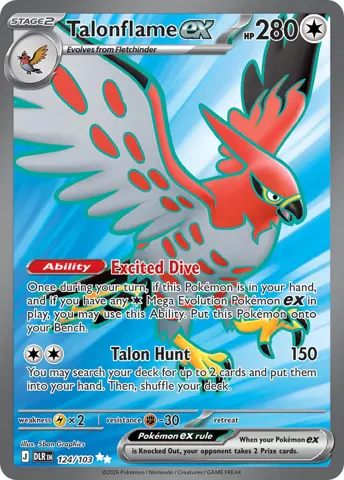 STAGE2 Talonflame ex HP 280
Evolves from Fletchinder
Ability Excited Dive
Once during your turn, if this Pokémon is in your hand,
and if you have any Mega Evolution Pokémon ex in
play, you may use this Ability. Put this Pokémon onto
your Bench.
Talon Hunt 150
You may search your deck for up to 2 cards and put them
into your hand. Then, shuffle your deck.
weakness ×2 resistance -30 retreat
Illus. 5ban Graphics
Pokémon ex rule
When your Pokémon ex
is Knocked Out, your opponent takes 2 Prize cards.
J DLR EN 124/103
©2026 Pokémon / Nintendo / Creatures / GAME FREAK